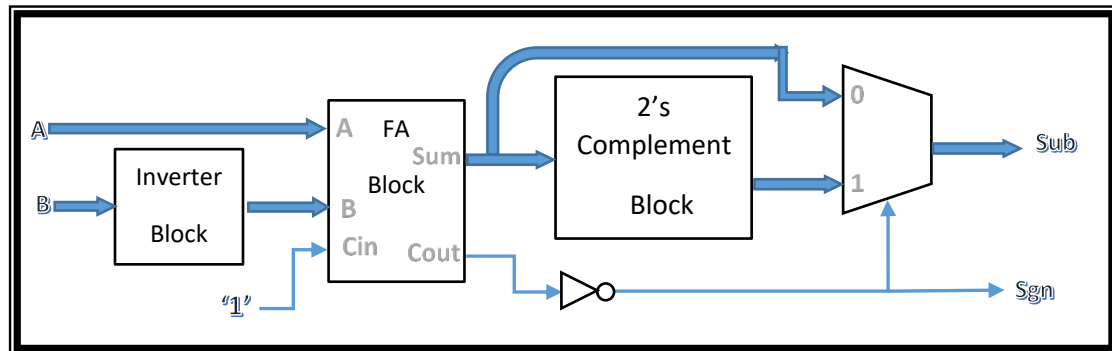 A
B
Inverter
Block
'1'
A
B
Cin
FA
Block
Sum
Cout
2's
Complement
Block
0
1
Sub
Sgn